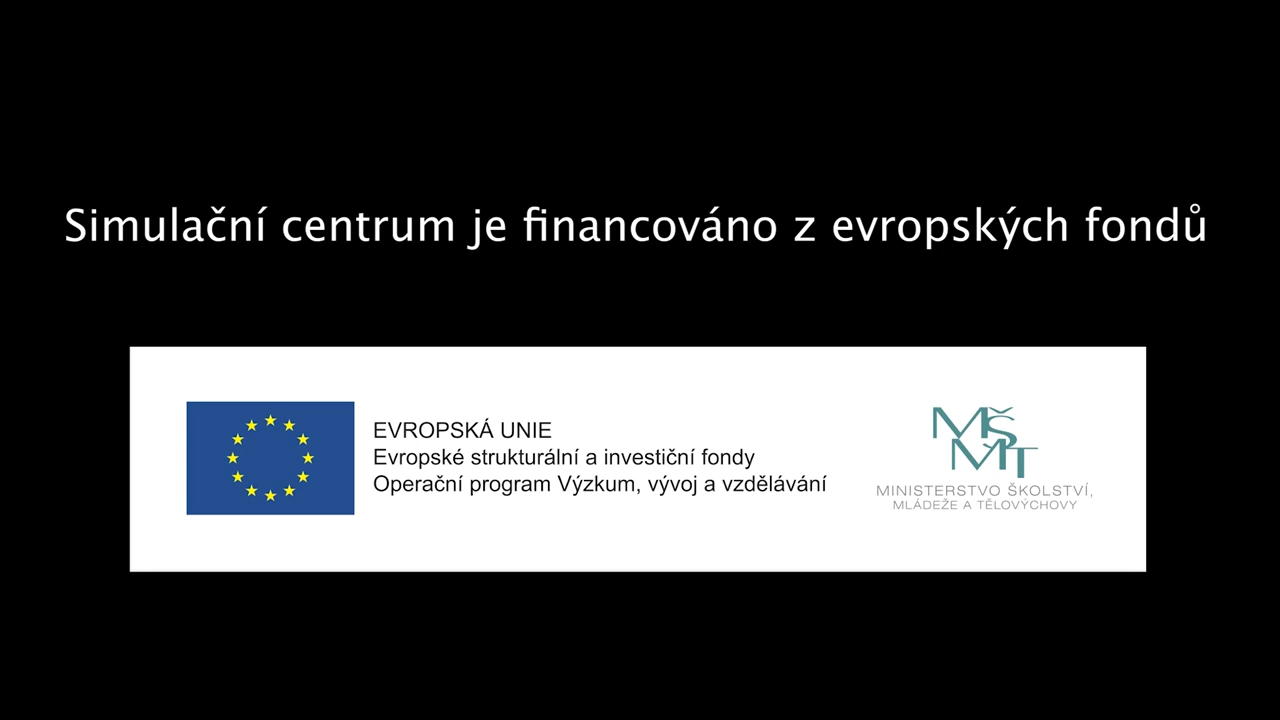 Simulační centrum je financováno z evropských fondů
EVROPSKÁ UNIE
Evropské strukturální a investiční fondy
Operační program Výzkum, vývoj a vzdělávání
MŠMT
MINISTERSTVO ŠKOLSTVÍ,
MLÁDEŽE A TĚLOVÝCHOVY